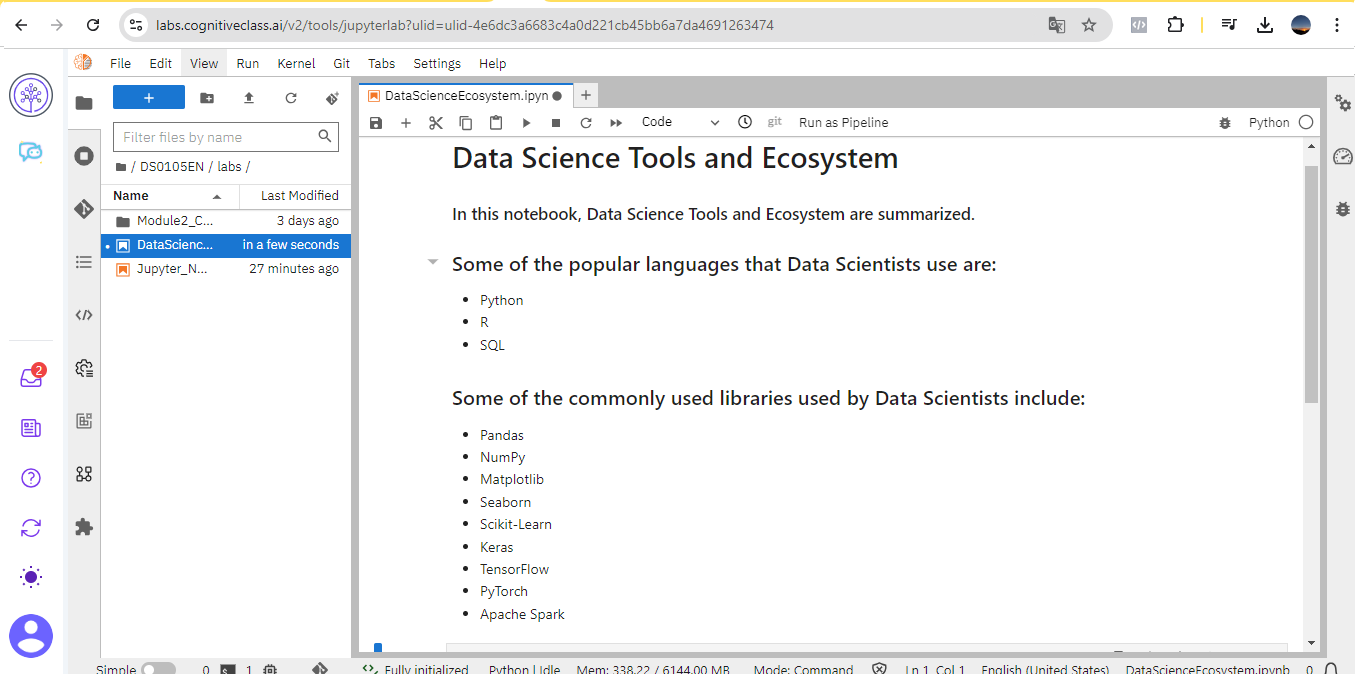 labs.cognitiveclass.ai/v2/tools/jupyterlab?ulid=ulid-4e6dc3a6683c4a0d221cb45bb6a7da4691263474
File Edit View Run Kernel Git Tabs Settings Help
DataScienceEcosystem.ipyn
Code git Run as Pipeline Python
Filter files by name
/ DS0105EN / labs /
Name Last Modified
Module2_C... 3 days ago
DataScienc... in a few seconds
Jupyter_N... 27 minutes ago
2
Data Science Tools and Ecosystem
In this notebook, Data Science Tools and Ecosystem are summarized.
Some of the popular languages that Data Scientists use are:
• Python
• R
• SQL
Some of the commonly used libraries used by Data Scientists include:
• Pandas
• NumPy
• Matplotlib
• Seaborn
• Scikit-Learn
• Keras
• TensorFlow
• PyTorch
• Apache Spark
Simple 0 1 Fully initialized Python | Idle Mem: 338.22 / 6144.00 MB Mode: Command Ln 1, Col 1 English (United States) DataScienceEcosystem.ipynb 0